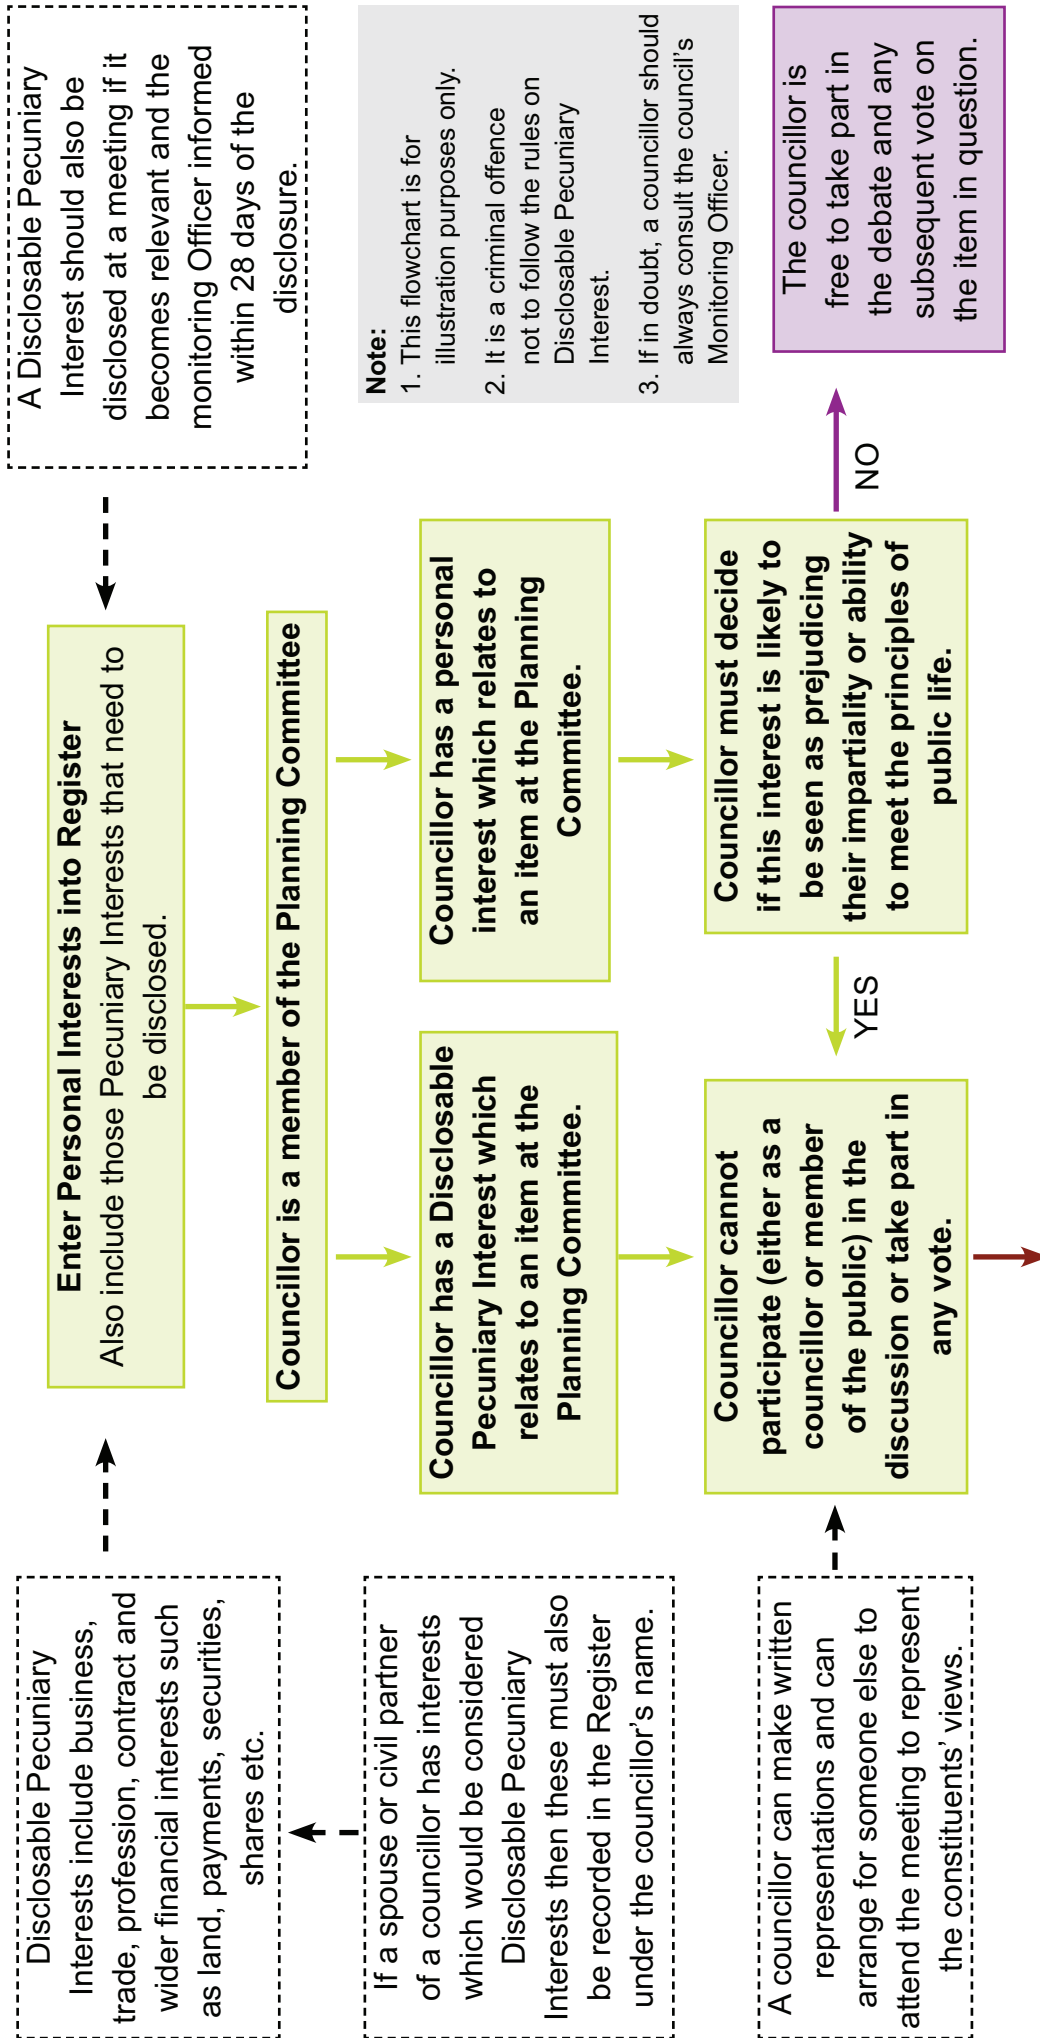 Disclosable Pecuniary
Interests include business,
trade, profession, contract and
wider financial interests such
as land, payments, securities,
shares etc.
Enter Personal Interests into Register
Also include those Pecuniary Interests that need to
be disclosed.
A Disclosable Pecuniary
Interest should also be
disclosed at a meeting if it
becomes relevant and the
monitoring Officer informed
within 28 days of the
disclosure.
Councillor is a member of the Planning Committee
If a spouse or civil partner
of a councillor has interests
which would be considered
Disclosable Pecuniary
Interests then these must also
be recorded in the Register
under the councillor’s name.
Councillor has a Disclosable
Pecuniary Interest which
relates to an item at the
Planning Committee.
Councillor has a personal
interest which relates to
an item at the Planning
Committee.
Note:
1. This flowchart is for
illustration purposes only.
2. It is a criminal offence
not to follow the rules on
Disclosable Pecuniary
Interest.
3. If in doubt, a councillor should
always consult the council’s
Monitoring Officer.
A councillor can make written
representations and can
arrange for someone else to
attend the meeting to represent
the constituents’ views.
Councillor cannot
participate (either as a
councillor or member
of the public) in the
discussion or take part in
any vote.
YES
Councillor must decide
if this interest is likely to
be seen as prejudicing
their impartiality or ability
to meet the principles of
public life.
NO
The councillor is
free to take part in
the debate and any
subsequent vote on
the item in question.